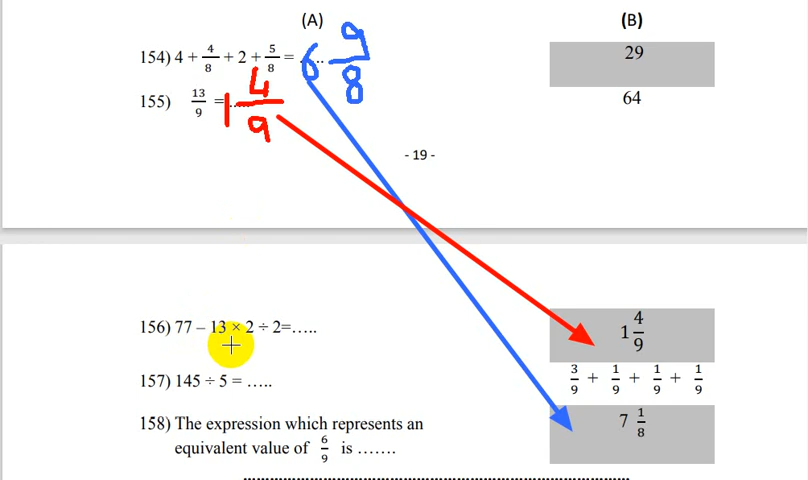 (A) (B)
154) 4 + 4/8 + 2 + 5/8 = ..... 6 9/8 29
155) 13/9 =... 1 4/9 64
- 19 -
156) 77 – 13 × 2 ÷ 2=….. 1 4/9
157) 145 ÷ 5 = ….. 3/9 + 1/9 + 1/9 + 1/9
158) The expression which represents an 7 1/8
equivalent value of 6/9 is …….